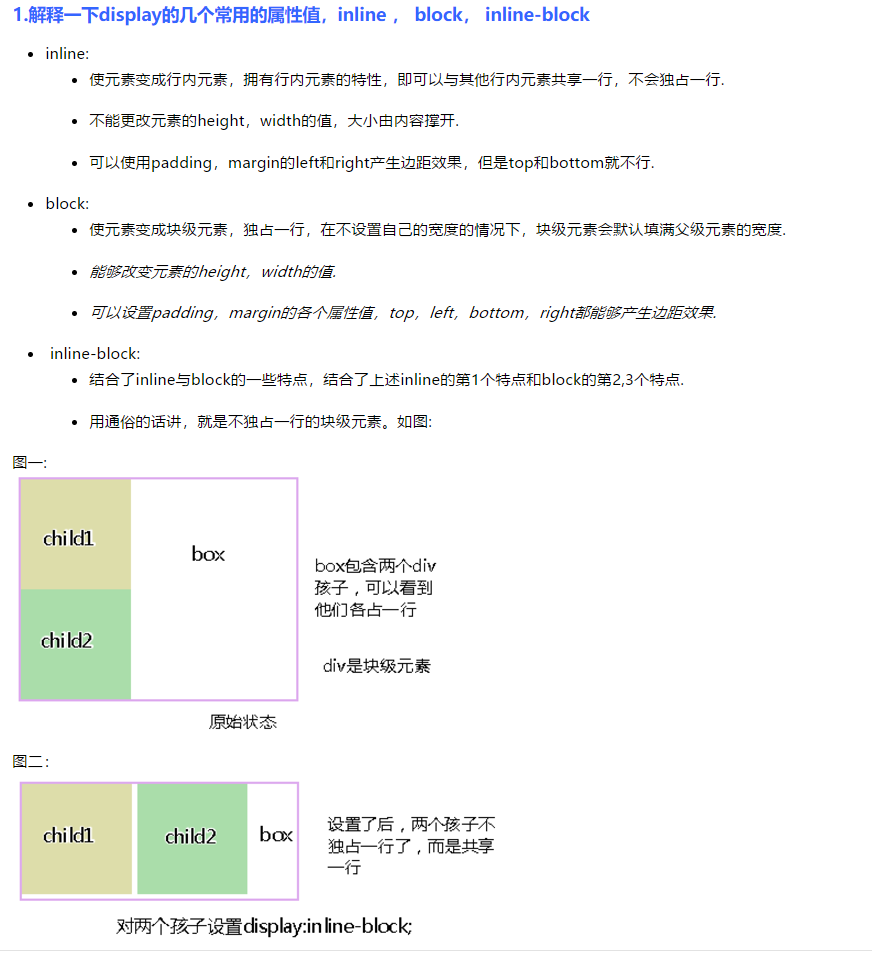 1.解释一下display的几个常用的属性值，inline ， block， inline-block
inline:
使元素变成行内元素，拥有行内元素的特性，即可以与其他行内元素共享一行，不会独占一行.
不能更改元素的height，width的值，大小由内容撑开.
可以使用padding，margin的left和right产生边距效果，但是top和bottom就不行.
block:
使元素变成块级元素，独占一行，在不设置自己的宽度的情况下，块级元素会默认填满父级元素的宽度.
能够改变元素的height，width的值.
可以设置padding，margin的各个属性值，top，left，bottom，right都能够产生边距效果.
inline-block:
结合了inline与block的一些特点，结合了上述inline的第1个特点和block的第2,3个特点.
用通俗的话讲，就是不独占一行的块级元素。如图:
图一:
child1
box
child2
box包含两个div
孩子，可以看到
他们各占一行
div是块级元素
原始状态
图二:
child1
child2
box
设置了后，两个孩子不
独占一行了，而是共享
一行
对两个孩子设置display:inline-block;